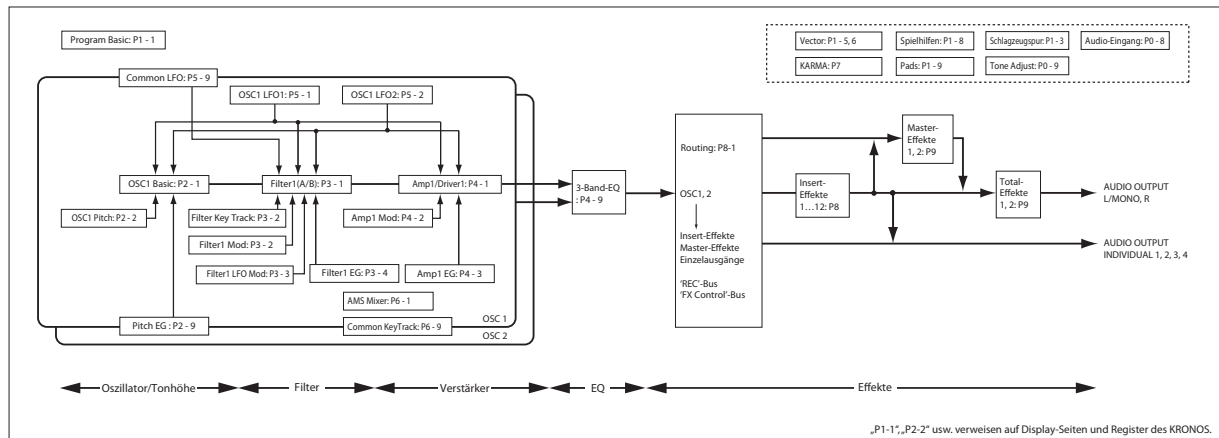 Program Basic: P1 - 1
Vector: P1 - 5, 6
Spielhilfen: P1 - 8
Schlagzeugspur: P1 - 3
Audio-Eingang: P0 - 8
KARMA: P7
Pads: P1 - 9
Tone Adjust: P0 - 9
Common LFO: P5 - 9
OSC1 LFO1: P5 - 1
OSC1 LFO2: P5 - 2
OSC1 Basic: P2 - 1
Filter1(A/B): P3 - 1
Amp1/Driver1: P4 - 1
OSC1 Pitch: P2 - 2
Filter Key Track: P3 - 2
Amp1 Mod: P4 - 2
Filter1 Mod: P3 - 2
Filter1 LFO Mod: P3 - 3
Filter1 EG: P3 - 4
Amp1 EG: P4 - 3
AMS Mixer: P6 - 1
Pitch EG: P2 - 9
Common KeyTrack: P6 - 9
OSC 1
OSC 2
3-Band-EQ
: P4 - 9
Routing: P8-1
OSC1, 2
Insert-Effekte
Master-Effekte
Einzelausgänge
'REC'-Bus
'FX Control'-Bus
Insert-
Effekte
1...12: P8
Master-
Effekte
1, 2: P9
Total-
Effekte
1, 2: P9
AUDIO OUTPUT
L/MONO, R
AUDIO OUTPUT
INDIVIDUAL 1, 2, 3, 4
Oszillator/Tonhöhe
Filter
Verstärker
EQ
Effekte
„P1-1“, „P2-2“ usw. verweisen auf Display-Seiten und Register des KRONOS.